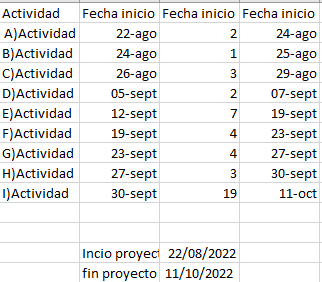 Actividad Fecha inicio Fecha inicio Fecha inicio
A)Actividad 22-ago 2 24-ago
B)Actividad 24-ago 1 25-ago
C)Actividad 26-ago 3 29-ago
D)Actividad 05-sept 2 07-sept
E)Actividad 12-sept 7 19-sept
F)Actividad 19-sept 4 23-sept
G)Actividad 23-sept 4 27-sept
H)Actividad 27-sept 3 30-sept
I)Actividad 30-sept 19 11-oct
Incio proyect 22/08/2022
fin proyecto 11/10/2022